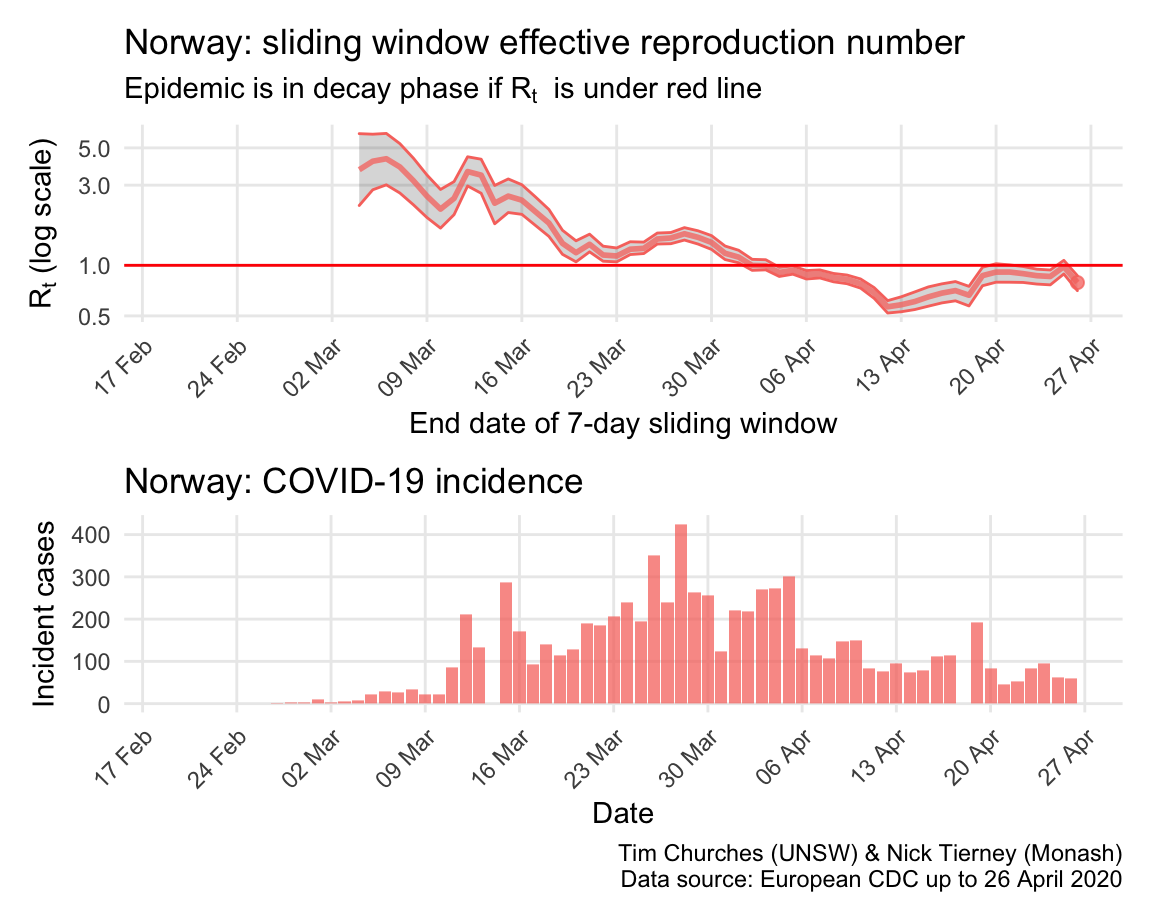 Norway: sliding window effective reproduction number
Epidemic is in decay phase if Rt is under red line
Rt (log scale)
5.0
3.0
1.0
0.5
17 Feb
24 Feb
02 Mar
09 Mar
16 Mar
23 Mar
30 Mar
06 Apr
13 Apr
20 Apr
27 Apr
End date of 7-day sliding window
Norway: COVID-19 incidence
Incident cases
400
300
200
100
0
17 Feb
24 Feb
02 Mar
09 Mar
16 Mar
23 Mar
30 Mar
06 Apr
13 Apr
20 Apr
27 Apr
Date
Tim Churches (UNSW) & Nick Tierney (Monash)
Data source: European CDC up to 26 April 2020